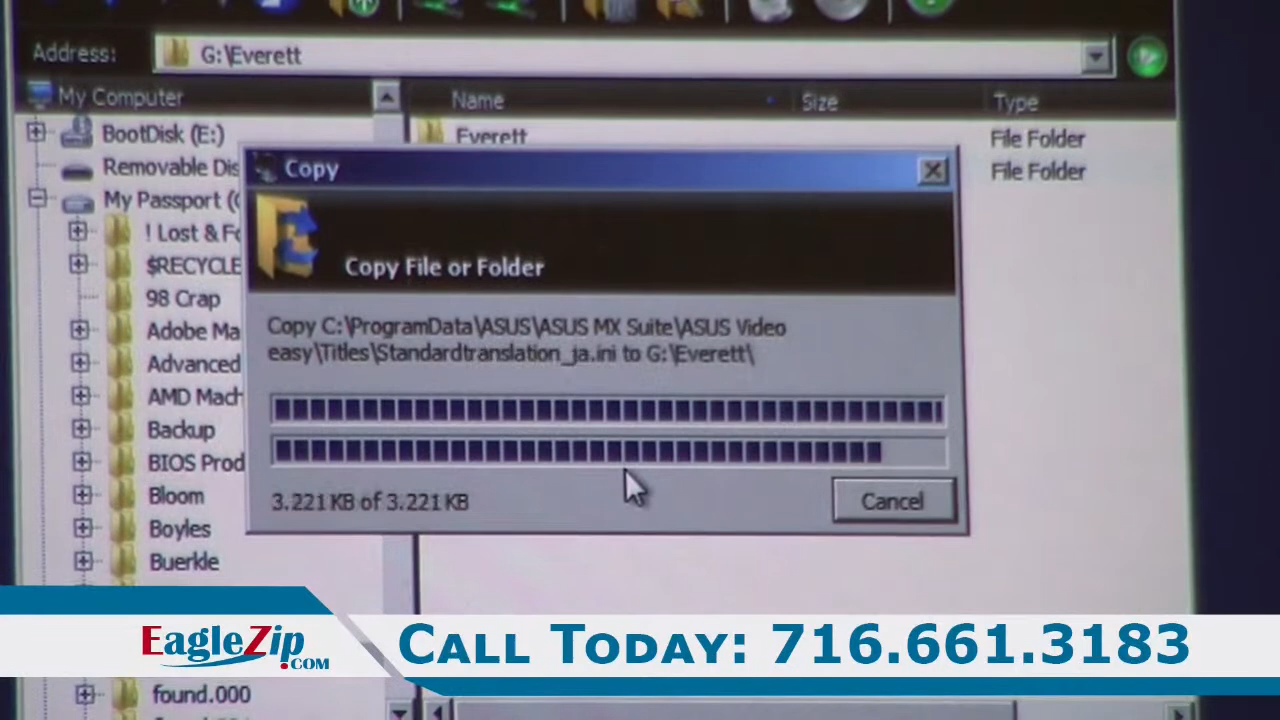 Address:
G:\Everett
My Computer
Name
Size
Type
BootDisk (E:)
Everett
File Folder
Removable Dis
File Folder
My Passport (
! Lost & Fo
$RECYCLE
98 Crap
Adobe Ma
Advanced
AMD Mach
Backup
BIOS Prod
Bloom
Boyles
Buerkle
Copy
Copy File or Folder
Copy C:\ProgramData\ASUS\ASUS MX Suite\ASUS Video
easy\Titles\Standardtranslation_ja.ini to G:\Everett\
3.221 KB of 3.221 KB
Cancel
EagleZip.com
Call Today: 716.661.3183
found.000